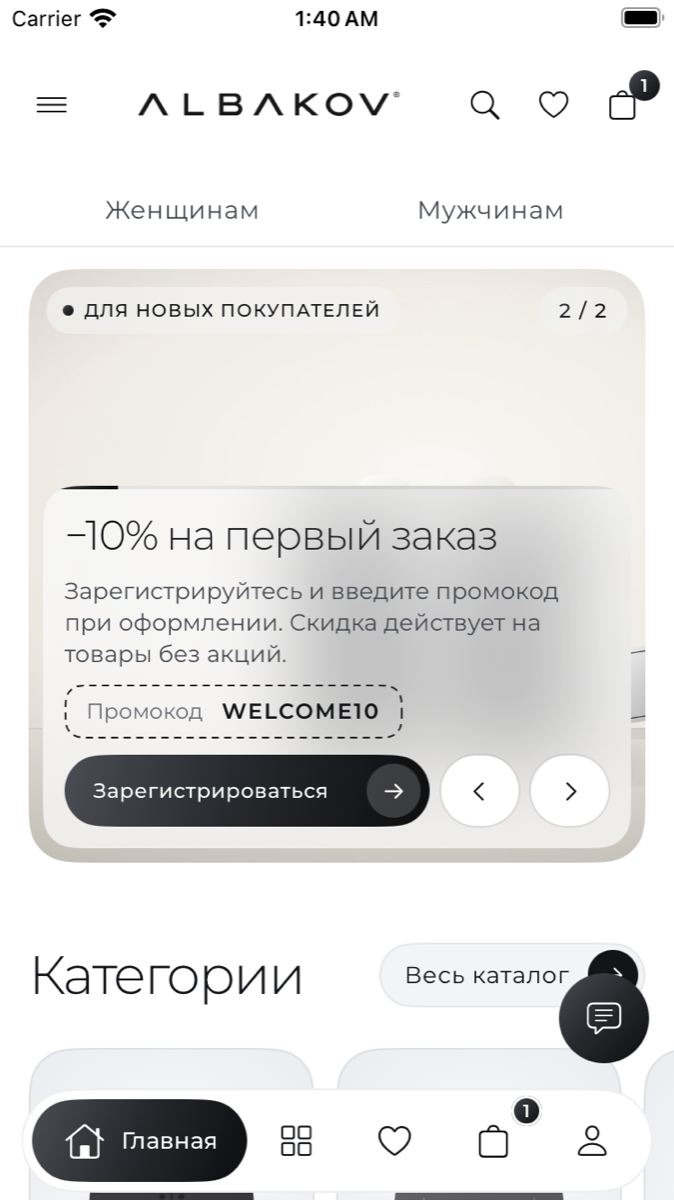 Carrier 1:40 AM
ALBAKOV®
1
Женщинам Мужчинам
ДЛЯ НОВЫХ ПОКУПАТЕЛЕЙ 2 / 2
−10% на первый заказ
Зарегистрируйтесь и введите промокод
при оформлении. Скидка действует на
товары без акций.
Промокод WELCOME10
Зарегистрироваться
Категории Весь каталог
1
Главная